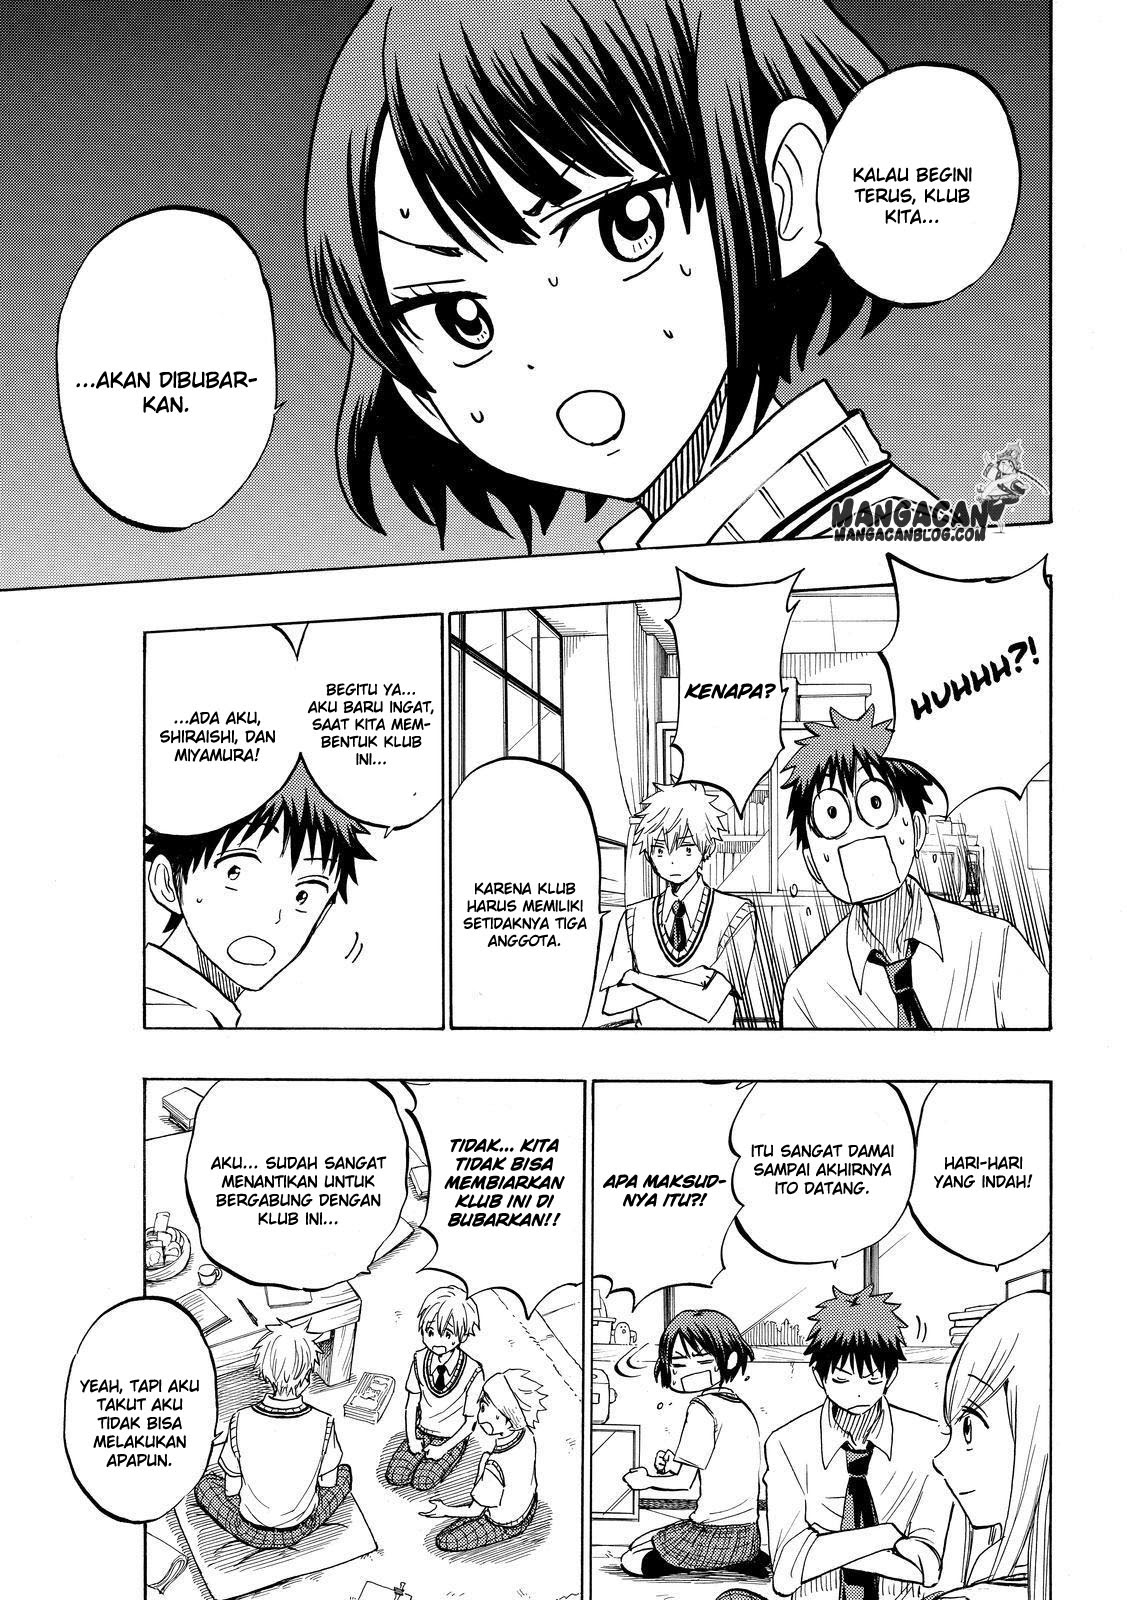 KALAU BEGINI
TERUS, KLUB
KITA...
...AKAN DIBUBAR-
KAN.
MANGACAN
MANGACANBLOG.COM
HUHHH?!
KENAPA?
KARENA KLUB
HARUS MEMILIKI
SETIDAKNYA TIGA
ANGGOTA.
BEGITU YA...
AKU BARU INGAT,
SAAT KITA MEM-
BENTUK KLUB
INI...
...ADA AKU,
SHIRAISHI, DAN
MIYAMURA!
HARI-HARI
YANG INDAH!
ITU SANGAT DAMAI
SAMPAI AKHIRNYA
ITO DATANG.
APA MAKSUD-
NYA ITU?!
TIDAK... KITA
TIDAK BISA
MEMBIARKAN
KLUB INI DI
BUBARKAN!!
AKU... SUDAH SANGAT
MENANTIKAN UNTUK
BERGABUNG DENGAN
KLUB INI...
YEAH, TAPI AKU
TAKUT AKU
TIDAK BISA
MELAKUKAN
APAPUN.